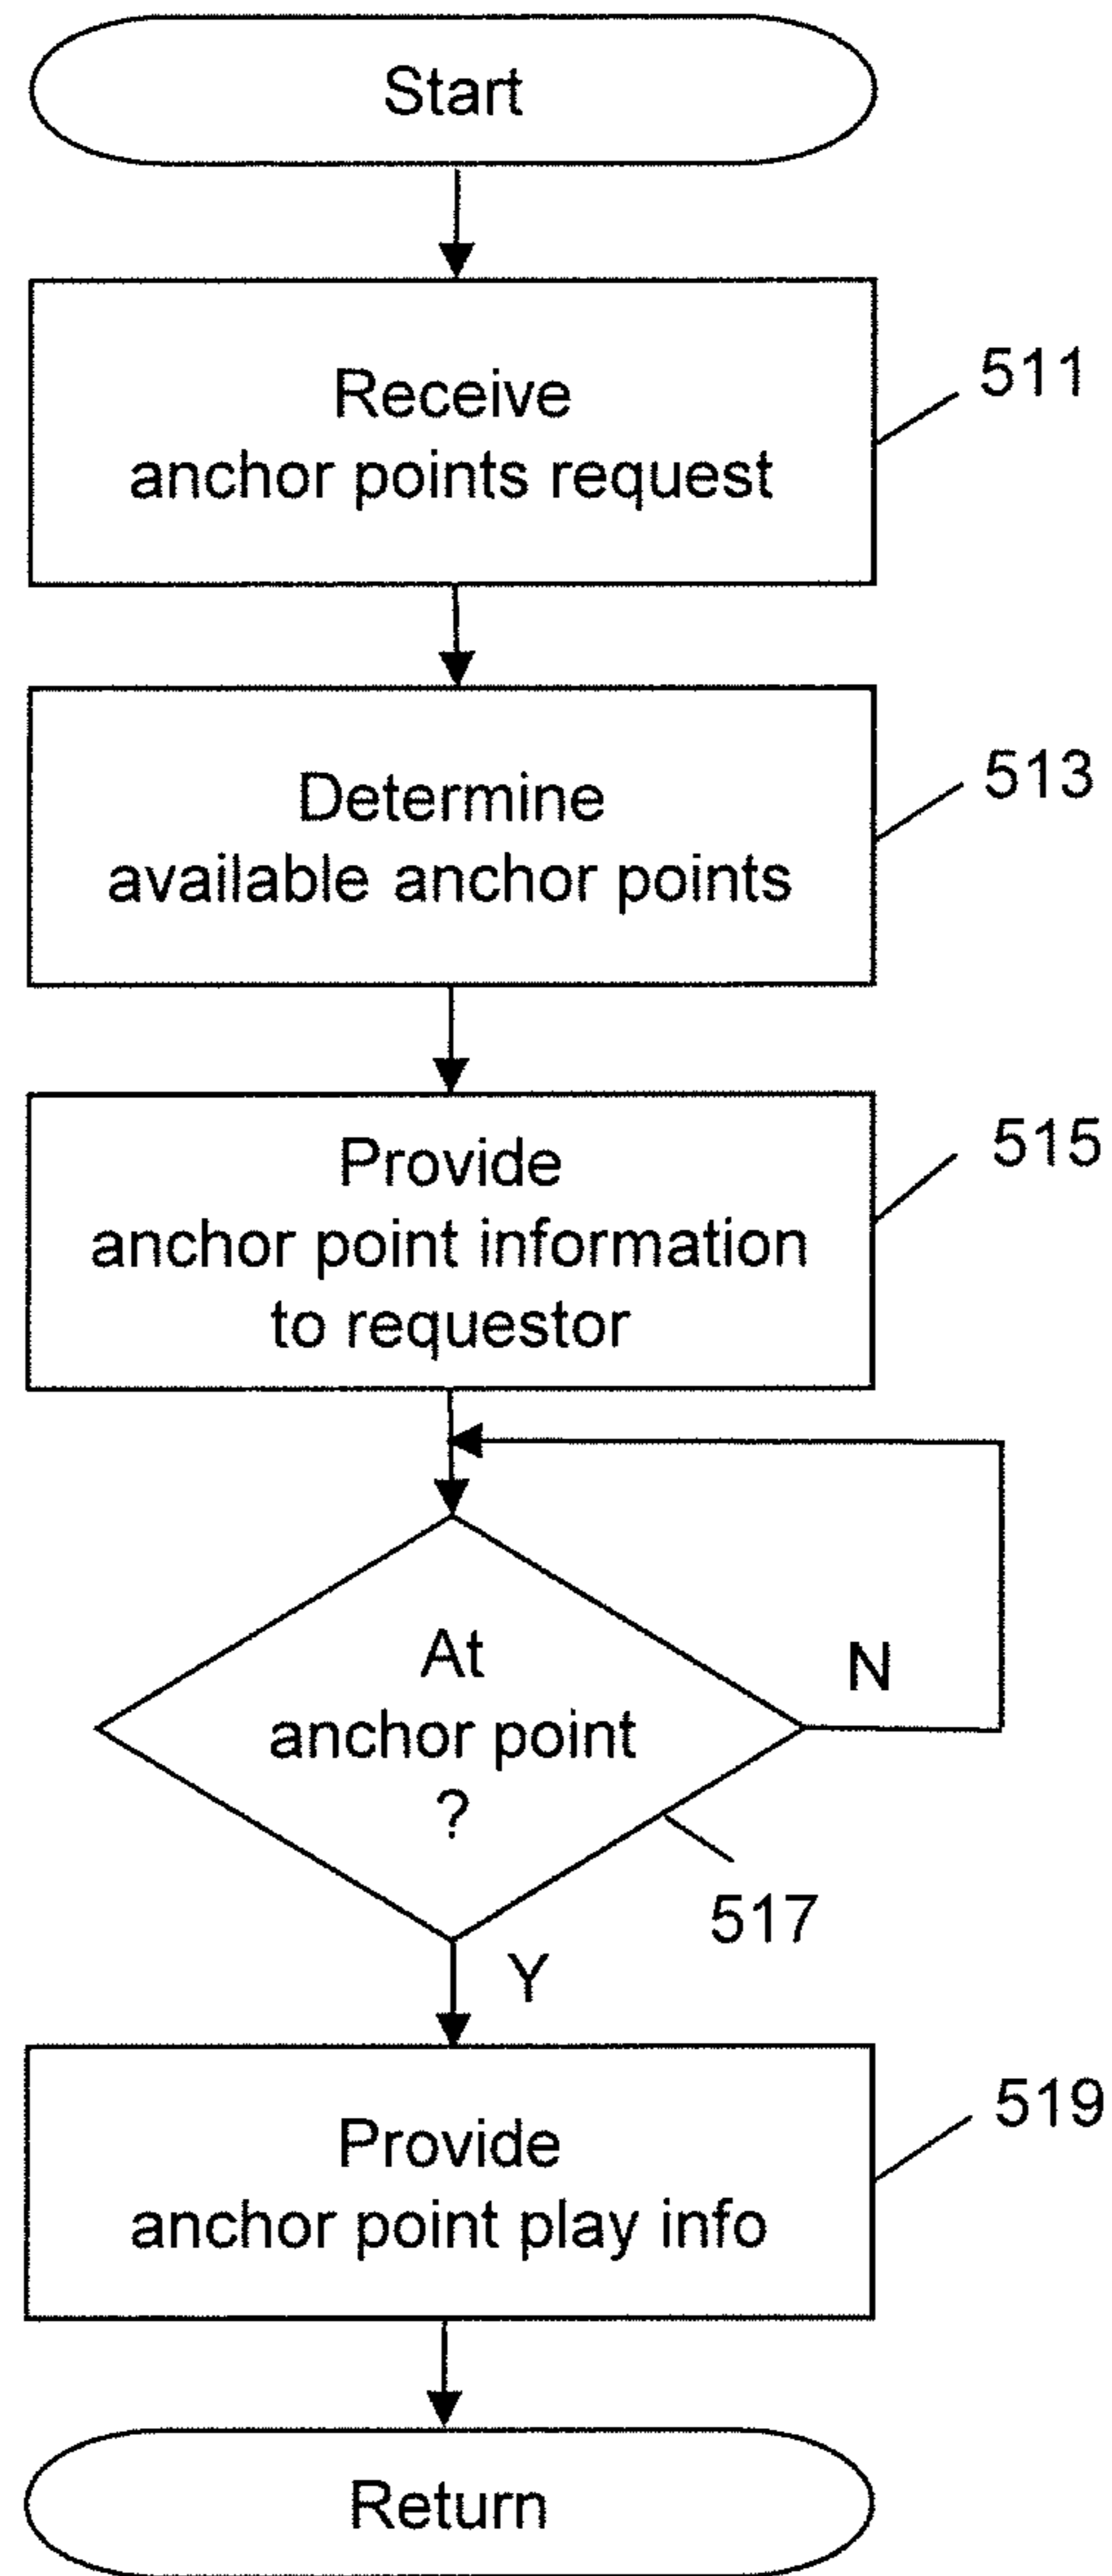 Start
Receive
anchor points request
511
Determine
available anchor points
513
Provide
anchor point information
to requestor
515
At
anchor point
?
N
517
Y
Provide
anchor point play info
519
Return